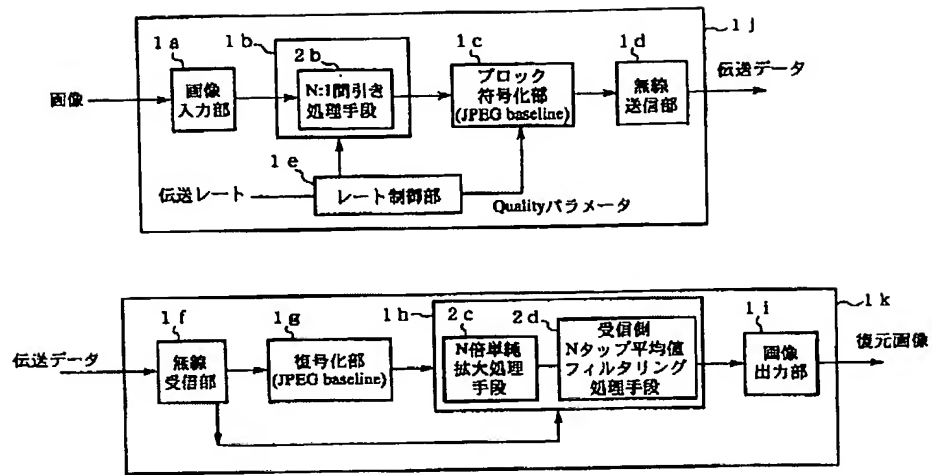 1j
1a
1b
2b
1c
1d
画像
画像
入力部
N:1間引き
処理手段
ブロック
符号化部
(JPEG baseline)
無線
送信部
伝送データ
1e
伝送レート
レート制御部
Qualityパラメータ
1k
1f
1g
1h
2c
2d
1i
伝送データ
無線
受信部
復号化部
(JPEG baseline)
N倍単純
拡大処理
手段
受信側
Nタップ平均値
フィルタリング
処理手段
画像
出力部
復元画像